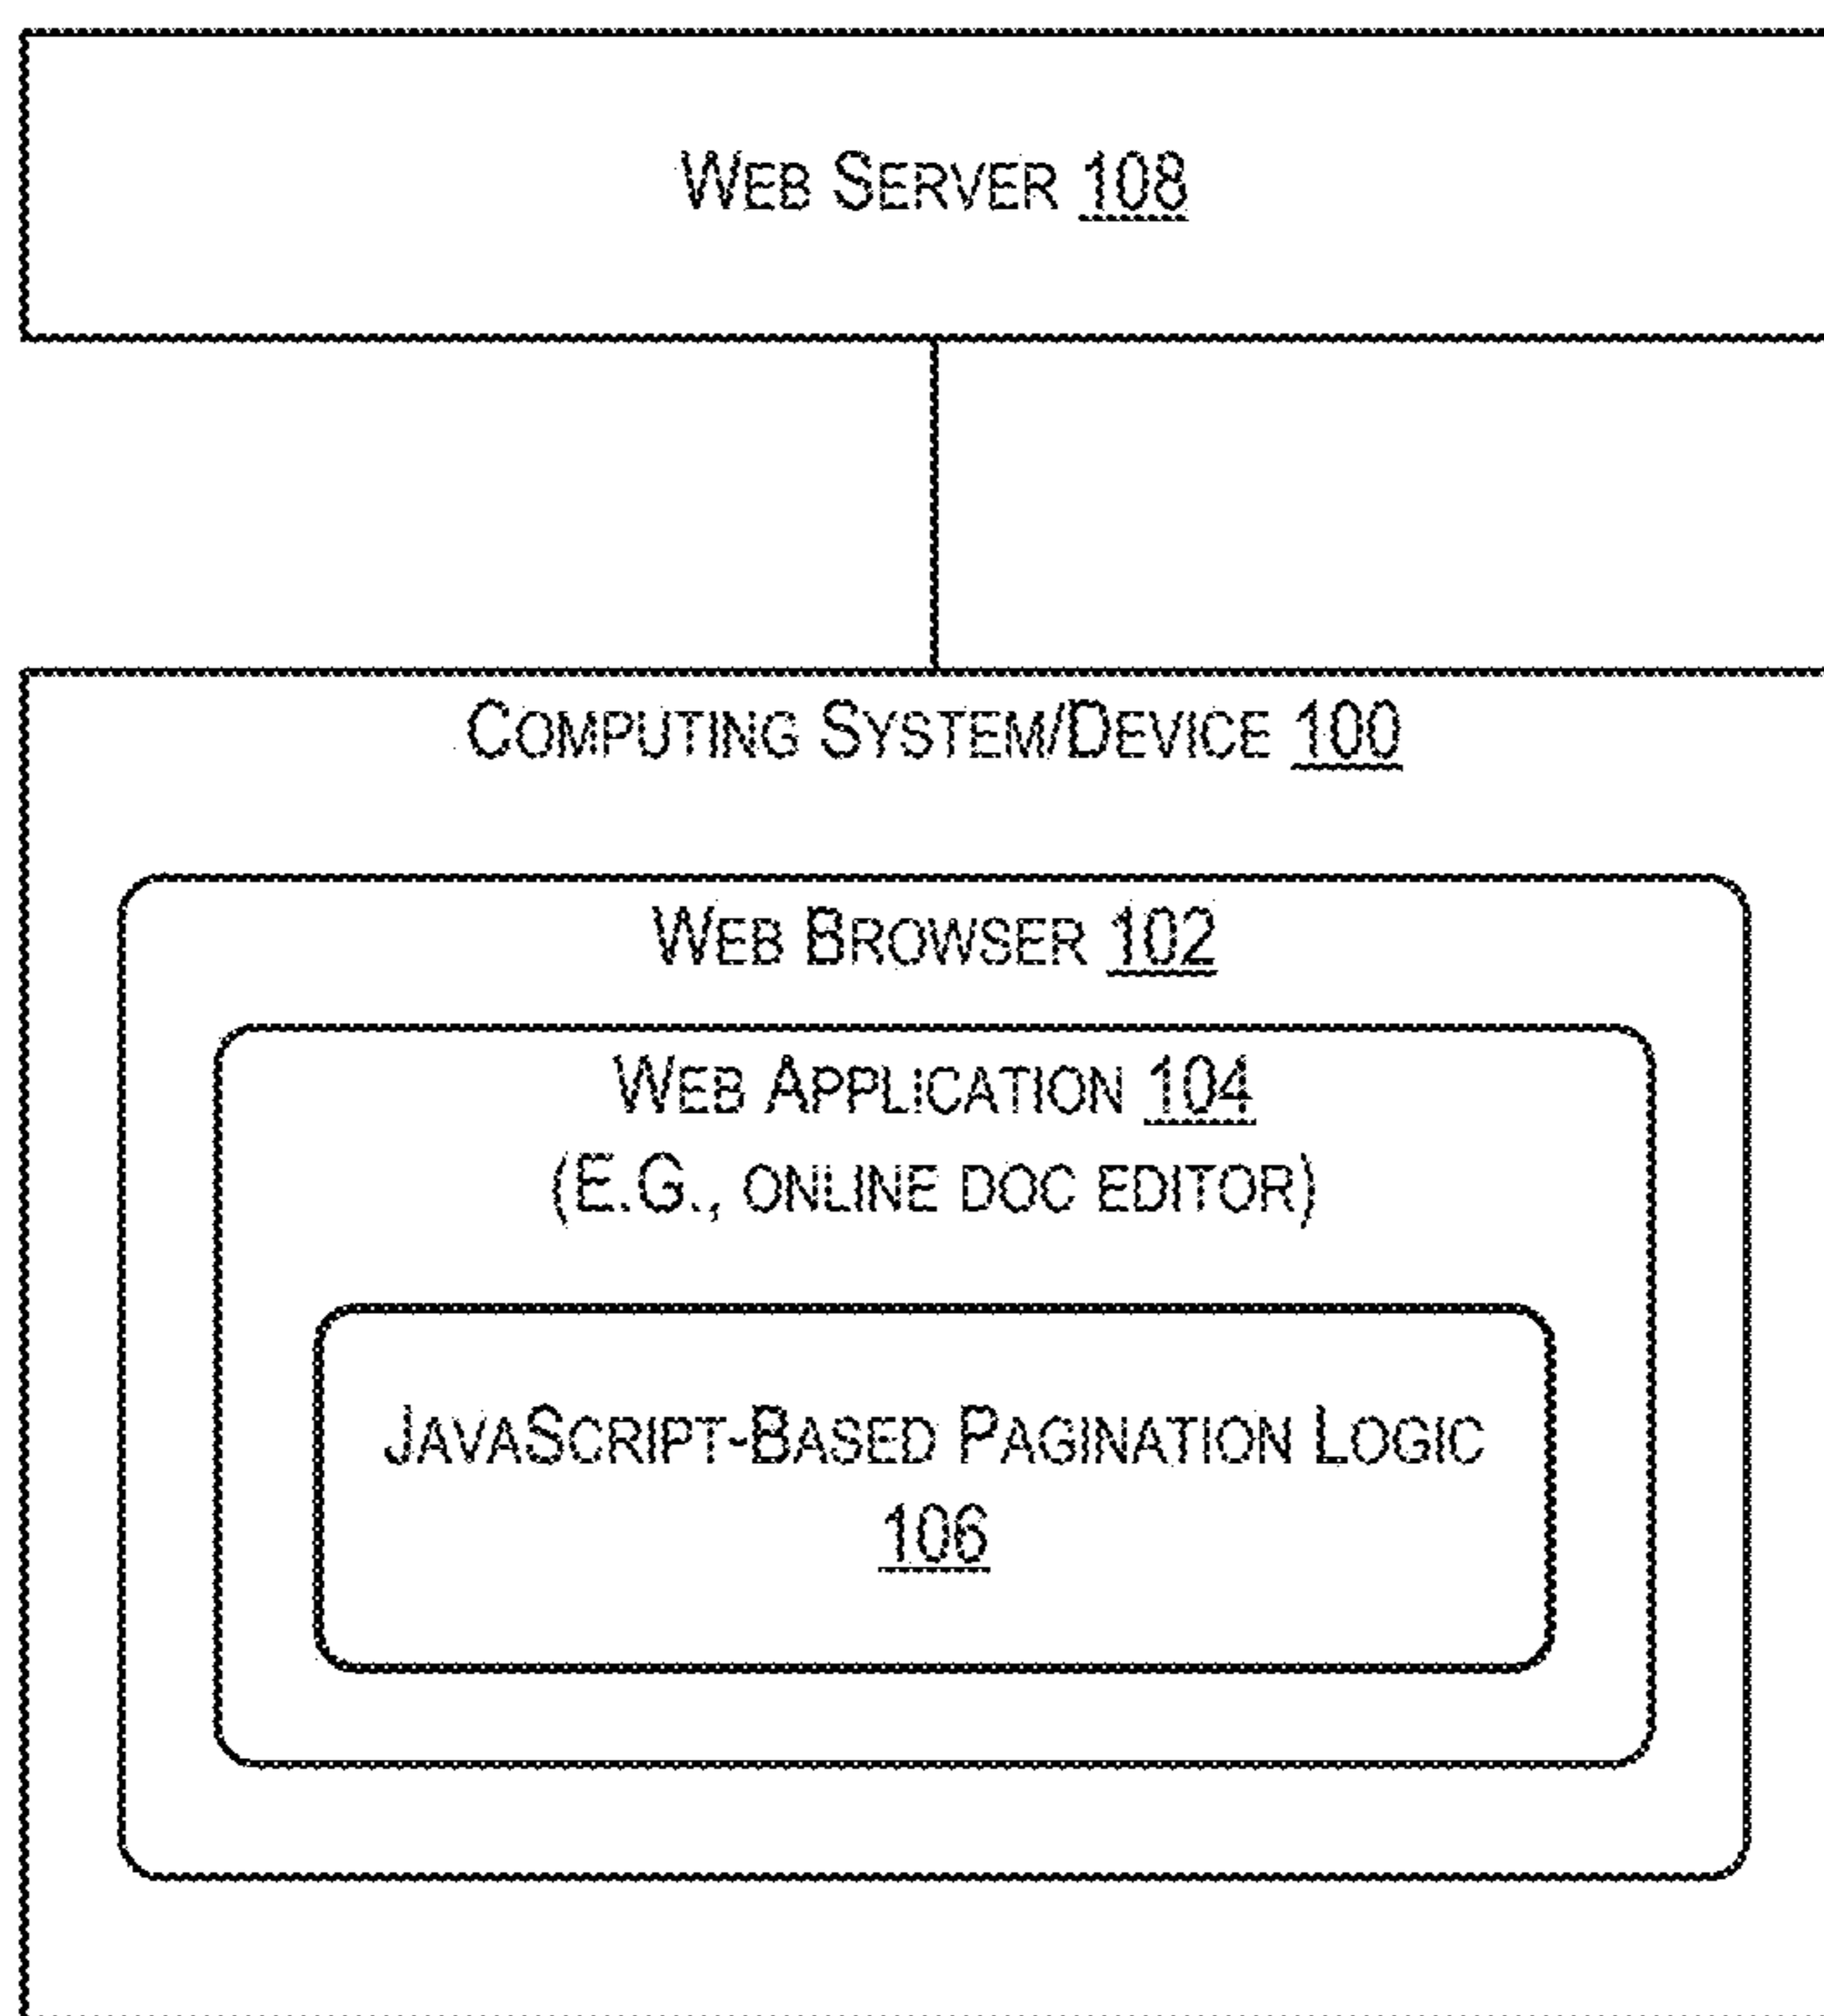 WEB SERVER 108
COMPUTING SYSTEM/DEVICE 100
WEB BROWSER 102
WEB APPLICATION 104
(E.G., ONLINE DOC EDITOR)
JAVASCRIPT-BASED PAGINATION LOGIC
106